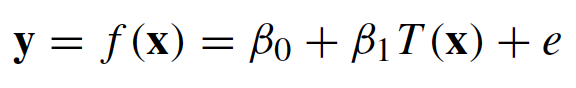 y = f(x) = β₀ + β₁T(x) + e